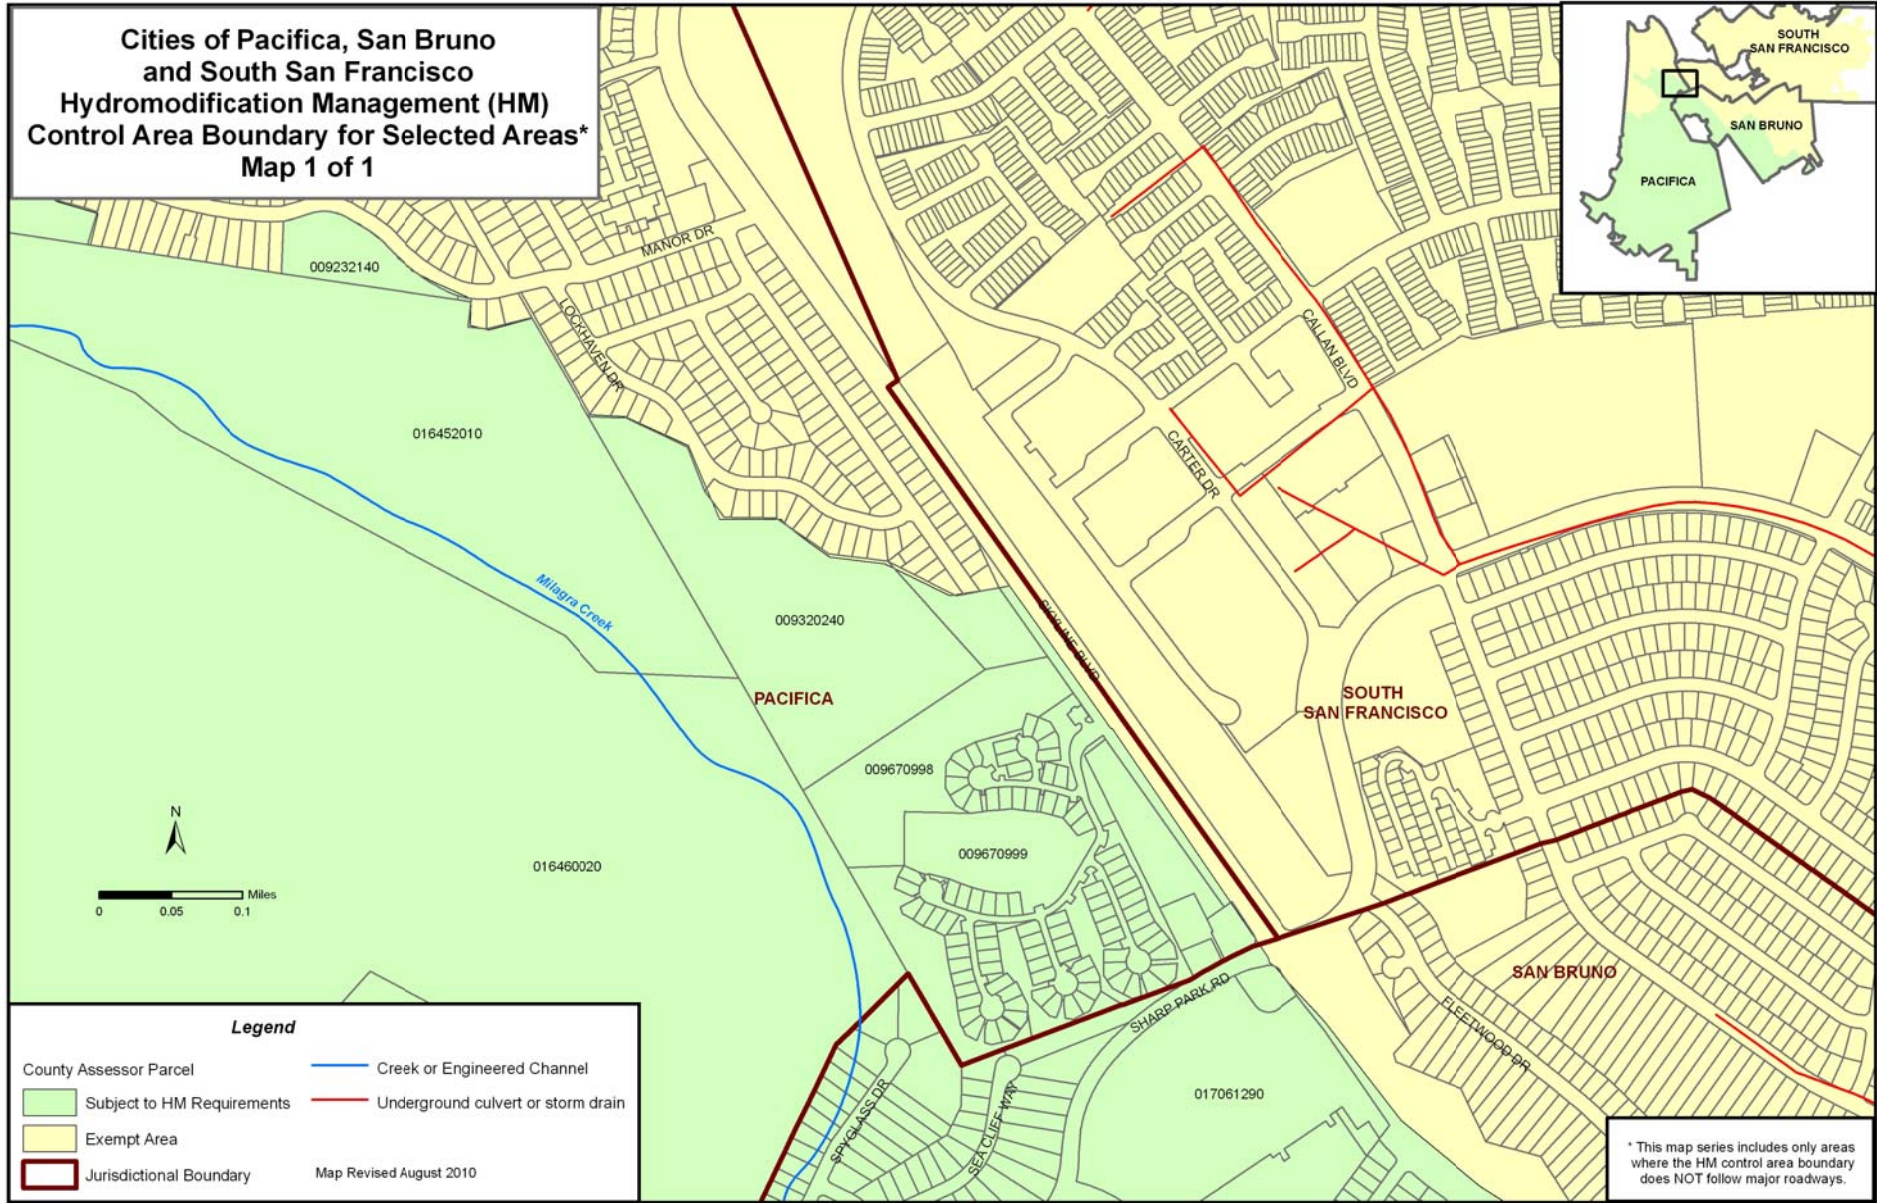 Cities of Pacifica, San Bruno
and South San Francisco
Hydromodification Management (HM)
Control Area Boundary for Selected Areas*
Map 1 of 1
SOUTH
SAN FRANCISCO
SAN BRUNO
PACIFICA
MANOR DR
009232140
LOCKHAVEN DR
CALLAN BLVD
016452010
CARTER DR
Milagra Creek
SKYLINE BLVD
009320240
PACIFICA
SOUTH
SAN FRANCISCO
009670998
009670999
016460020
N
Miles
0
0.05
0.1
SAN BRUNO
SHARP PARK RD
FLEETWOOD DR
017061290
SPYGLASS DR
SEA CLIFF WAY
Legend
County Assessor Parcel
Creek or Engineered Channel
Subject to HM Requirements
Underground culvert or storm drain
Exempt Area
Jurisdictional Boundary
Map Revised August 2010
* This map series includes only areas
where the HM control area boundary
does NOT follow major roadways.